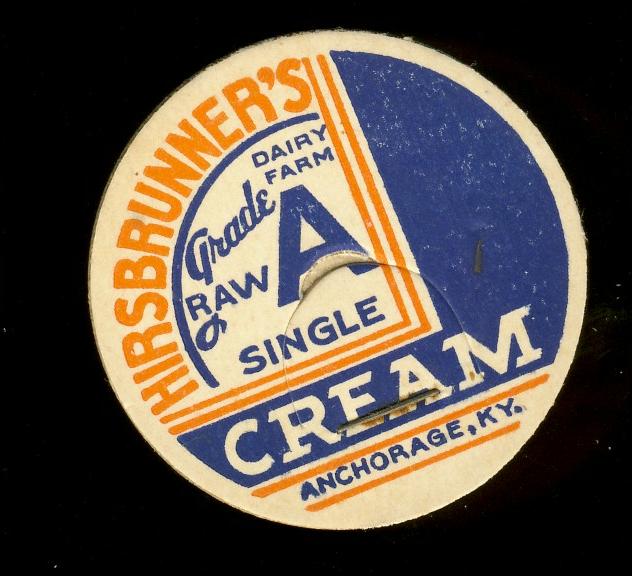 HIRSBRUNNER'S
DAIRY
FARM
Grade A
RAW
SINGLE
CREAM
ANCHORAGE, KY.